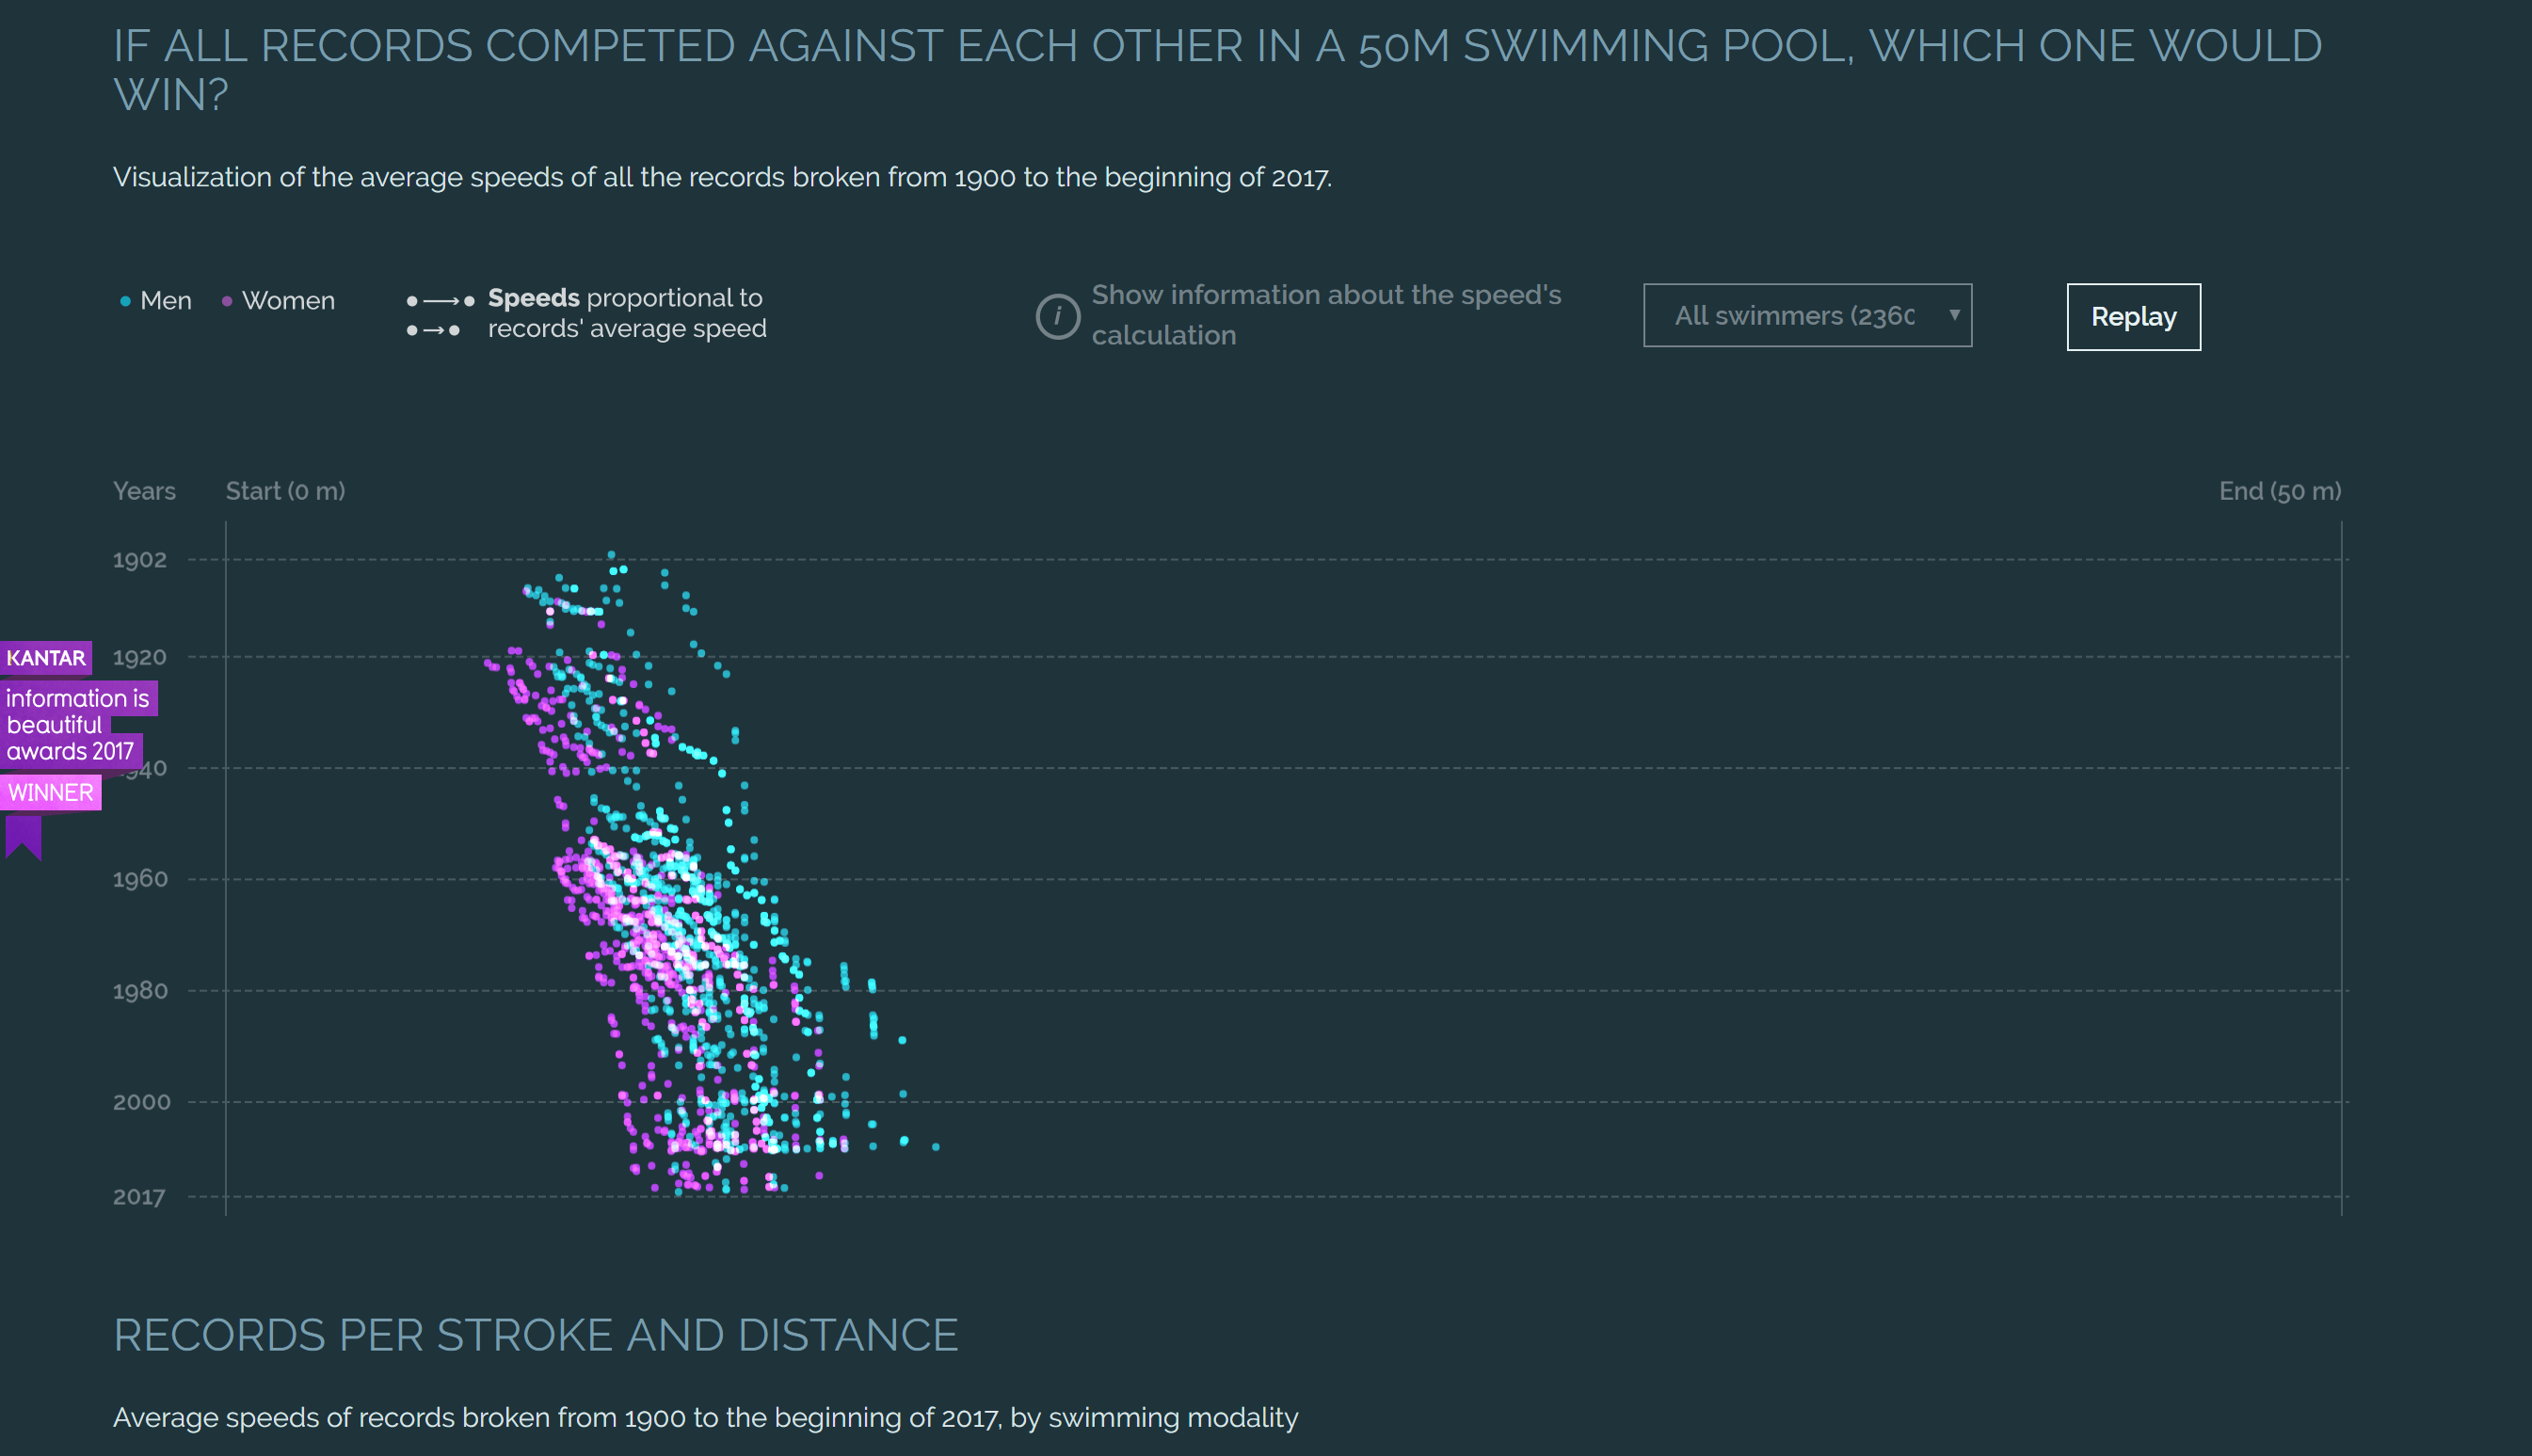 IF ALL RECORDS COMPETED AGAINST EACH OTHER IN A 50M SWIMMING POOL, WHICH ONE WOULD
WIN?
Visualization of the average speeds of all the records broken from 1900 to the beginning of 2017.
Men
Women
Speeds proportional to
records' average speed
i
Show information about the speed's
calculation
All swimmers (2360
Replay
Years
Start (0 m)
End (50 m)
1902
KANTAR
1920
information is
beautiful
awards 2017
940
WINNER
1960
1980
2000
2017
RECORDS PER STROKE AND DISTANCE
Average speeds of records broken from 1900 to the beginning of 2017, by swimming modality